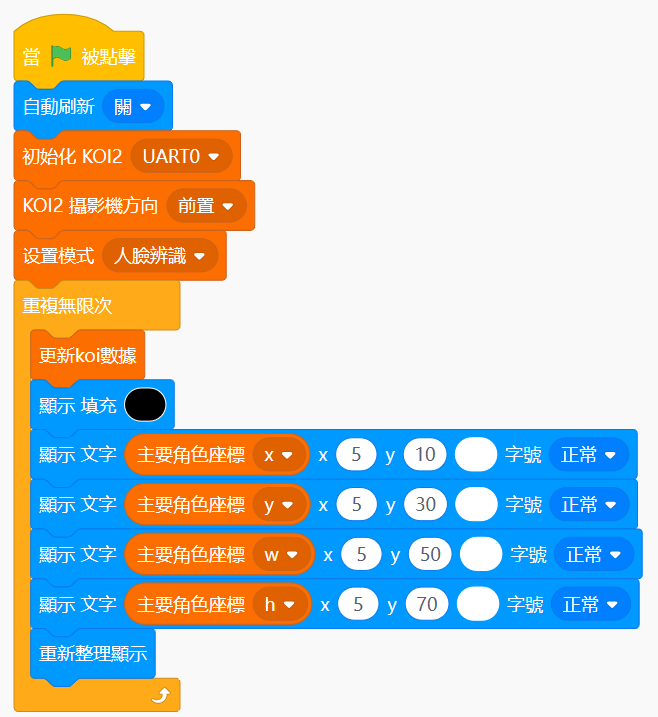 當 被點擊
自動刷新 開
初始化 KOI2 UART0
KOI2 攝影機方向 前置
设置模式 人臉辨識
重複無限次
更新koi數據
顯示 填充
顯示 文字 主要角色座標 x x 5 y 10 字號 正常
顯示 文字 主要角色座標 y x 5 y 30 字號 正常
顯示 文字 主要角色座標 w x 5 y 50 字號 正常
顯示 文字 主要角色座標 h x 5 y 70 字號 正常
重新整理顯示